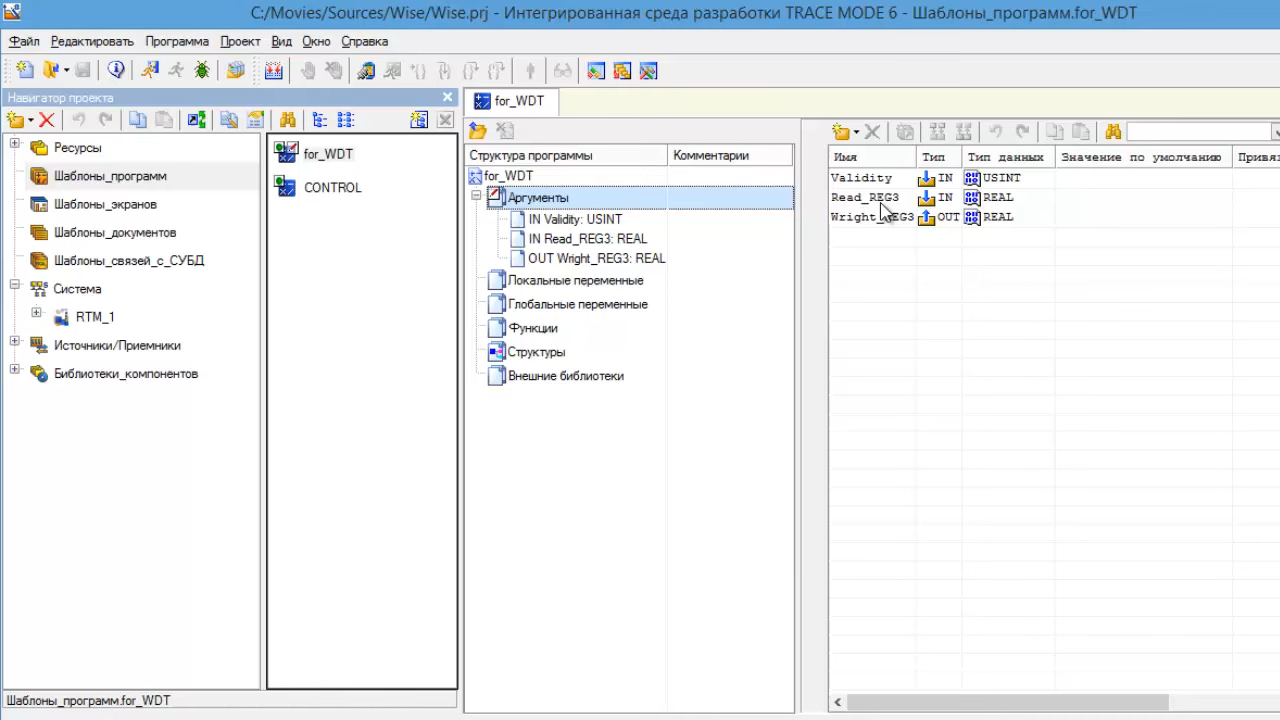 C:/Movies/Sources/Wise/Wise.prj - Интегрированная среда разработки TRACE MODE 6 - Шаблоны_программ.for_WDT
Файл Редактировать Программа Проект Вид Окно Справка
Навигатор проекта
Ресурсы
Шаблоны_программ
Шаблоны_экранов
Шаблоны_документов
Шаблоны_связей_с_СУБД
Система
RTM_1
Источники/Приемники
Библиотеки_компонентов
for_WDT
CONTROL
for_WDT
Структура программы Комментарии
for_WDT
Аргументы
IN Validity: USINT
IN Read_REG3: REAL
OUT Wright_REG3: REAL
Локальные переменные
Глобальные переменные
Функции
Структуры
Внешние библиотеки
Имя Тип Тип данных Значение по умолчанию Привяз
Validity IN USINT
Read_REG3 IN REAL
Wright_REG3 OUT REAL
Шаблоны_программ.for_WDT